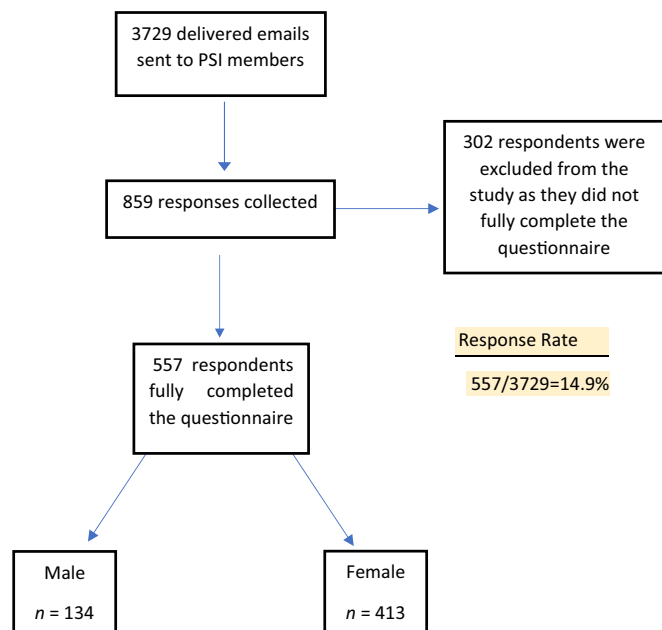 3729 delivered emails
sent to PSI members
302 respondents were
excluded from the
study as they did not
fully complete the
questionnaire
859 responses collected
557 respondents
fully completed
the questionnaire
Response Rate
557/3729=14.9%
Male
n = 134
Female
n = 413